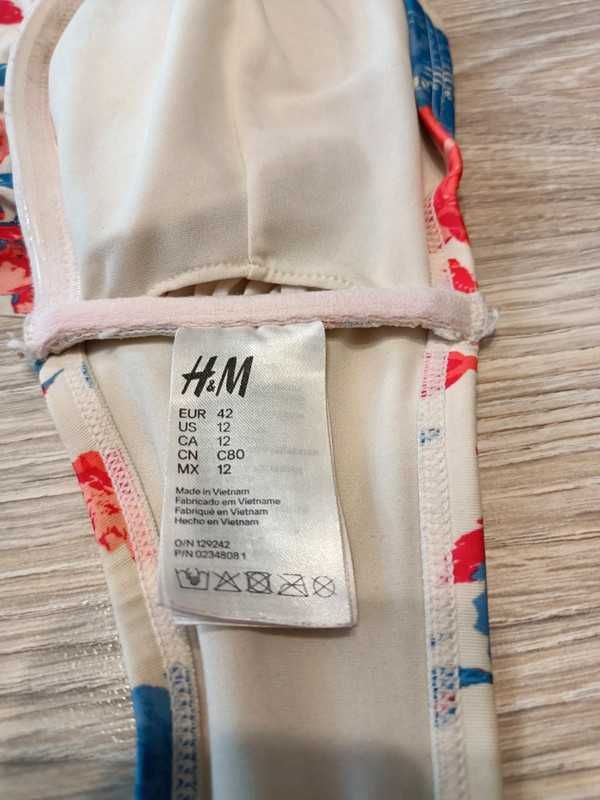 H&M
EUR 42
US 12
CA 12
CN C80
MX 12
Made in Vietnam
Fabricado em Vietname
Fabriqué en Vietnam
Hecho en Vietnam
O/N 129242
P/N 0234808 1